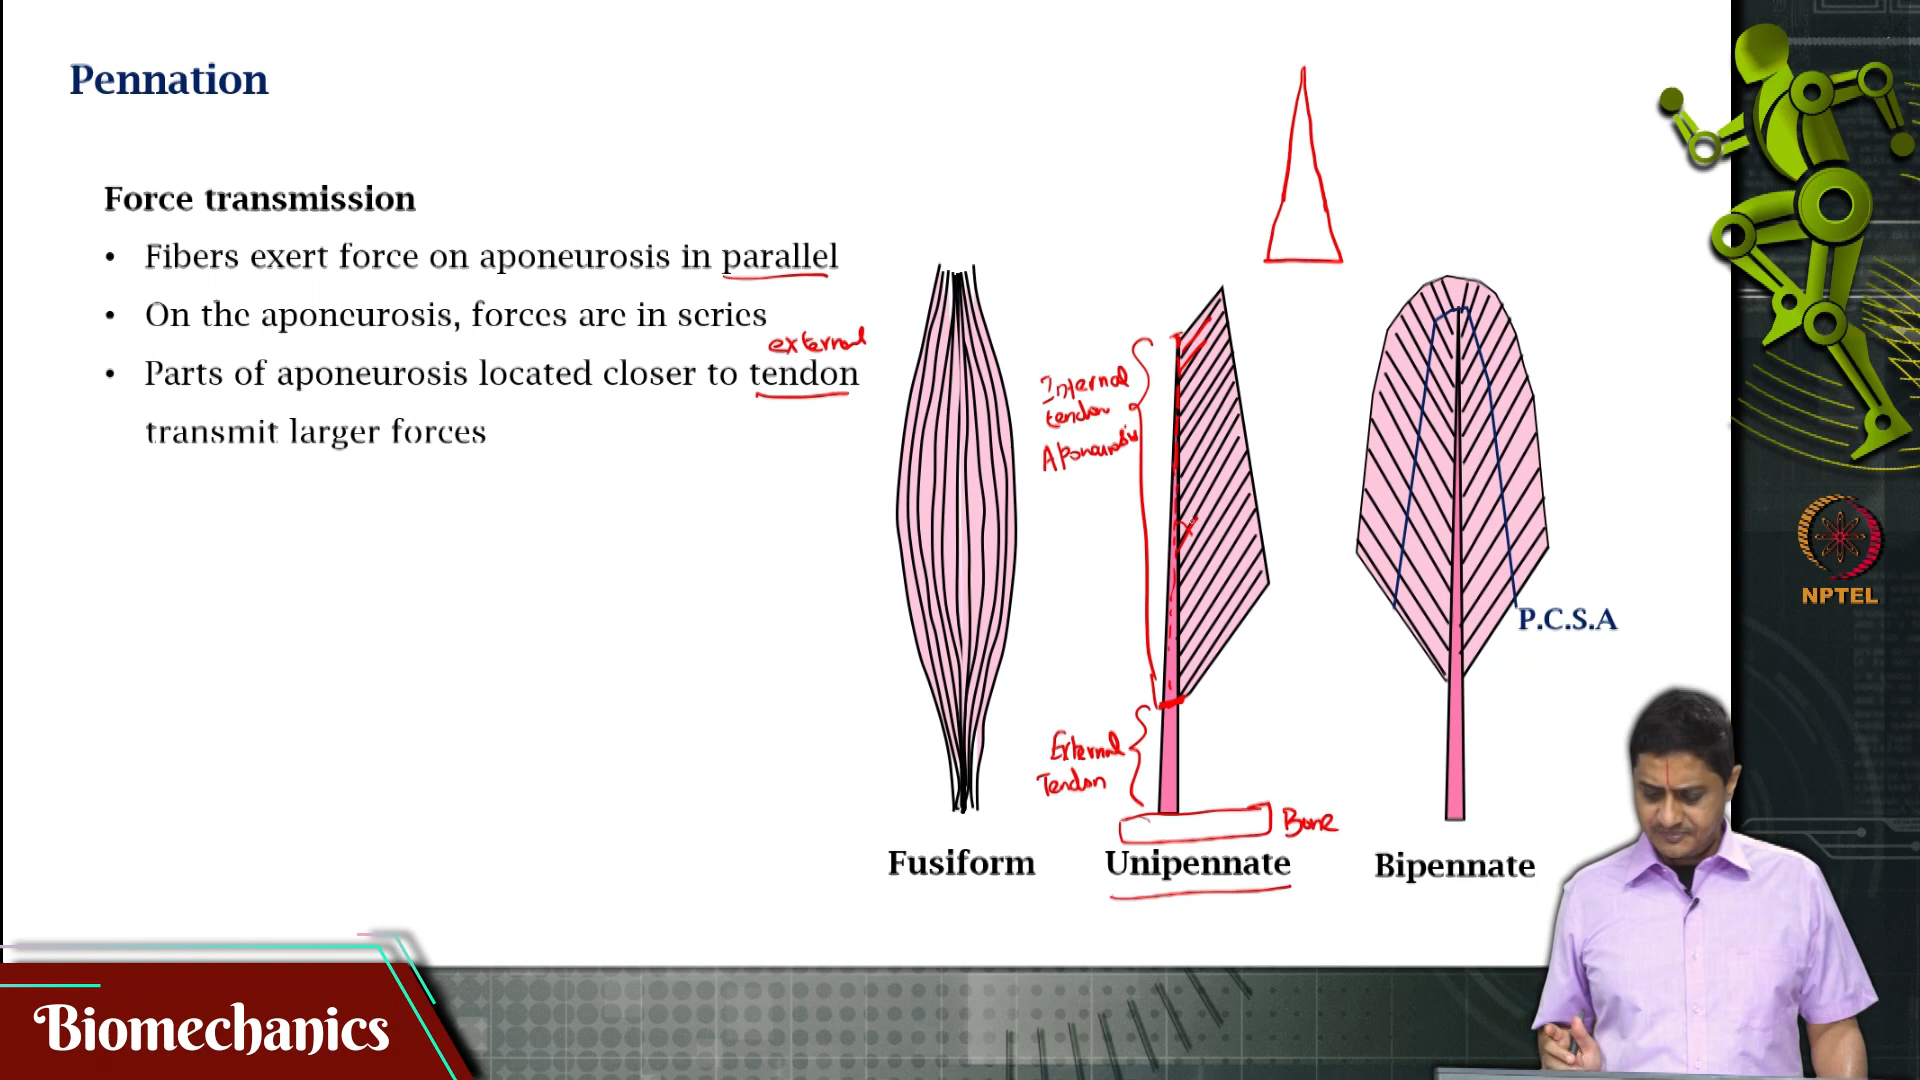 Pennation
Force transmission
• Fibers exert force on aponeurosis in parallel
• On the aponeurosis, forces are in series
external
• Parts of aponeurosis located closer to tendon
transmit larger forces
Internal
tendon
Aponeurosis
External
Tendon
Bone
P.C.S.A
Fusiform
Unipennate
Bipennate
NPTEL
Biomechanics